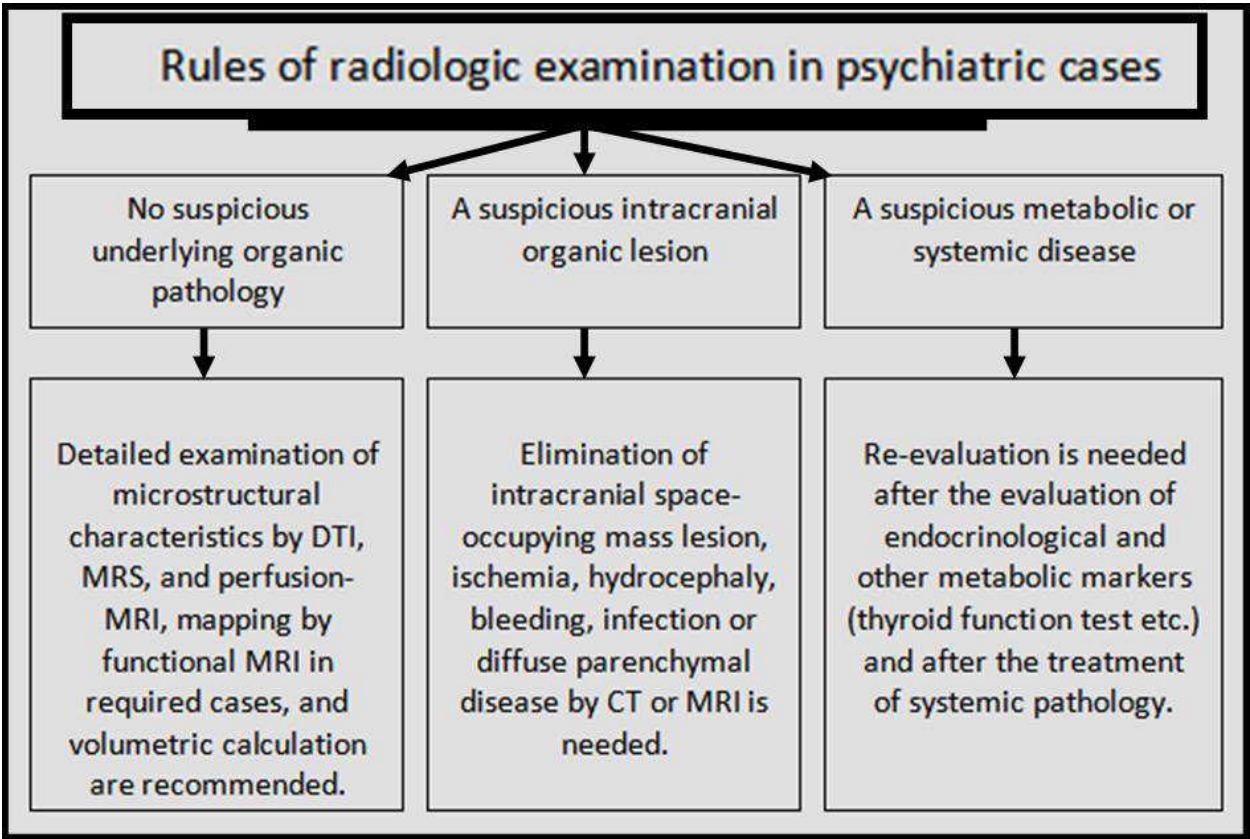 Rules of radiologic examination in psychiatric cases
No suspicious
underlying organic
pathology
A suspicious intracranial
organic lesion
A suspicious metabolic or
systemic disease
Detailed examination of
microstructural
characteristics by DTI,
MRS, and perfusion-
MRI, mapping by
functional MRI in
required cases, and
volumetric calculation
are recommended.
Elimination of
intracranial space-
occupying mass lesion,
ischemia, hydrocephaly,
bleeding, infection or
diffuse parenchymal
disease by CT or MRI is
needed.
Re-evaluation is needed
after the evaluation of
endocrinological and
other metabolic markers
(thyroid function test etc.)
and after the treatment
of systemic pathology.